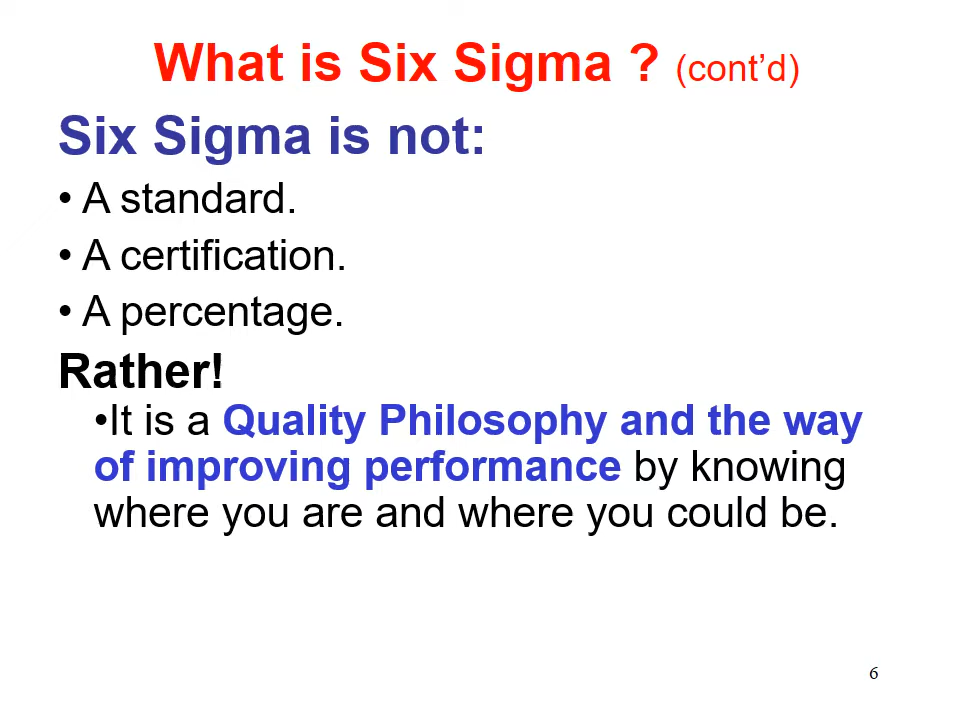 What is Six Sigma ? (cont’d)
Six Sigma is not:
• A standard.
• A certification.
• A percentage.
Rather!
•It is a Quality Philosophy and the way
of improving performance by knowing
where you are and where you could be.
6